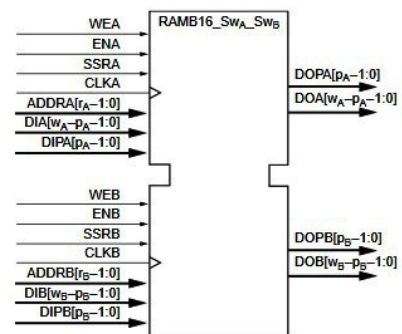 RAMB16_SwA_SwB
WEA
ENA
SSRA
CLKA
ADDRA[rA–1:0]
DIA[wA–pA–1:0]
DIPA[pA–1:0]
DOPA[pA–1:0]
DOA[wA–pA–1:0]
WEB
ENB
SSRB
CLKB
ADDRB[rB–1:0]
DIB[wB–pB–1:0]
DIPB[pB–1:0]
DOPB[pB–1:0]
DOB[wB–pB–1:0]